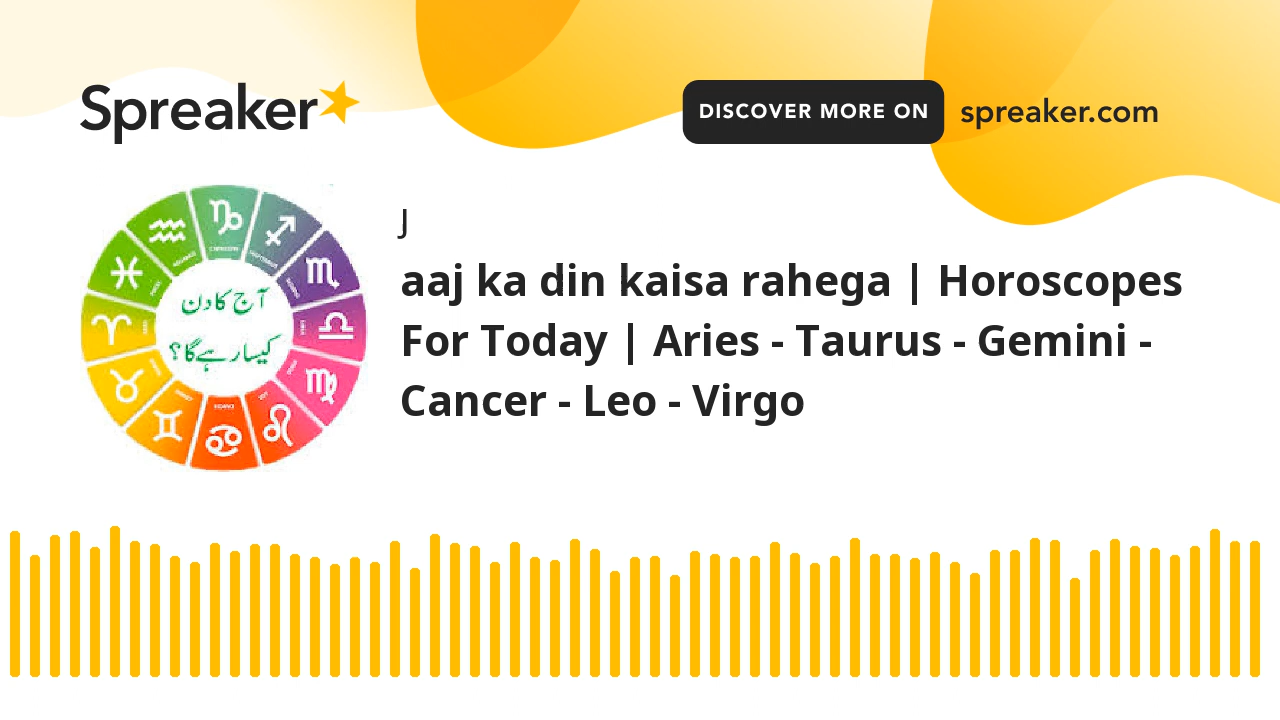 Spreaker
DISCOVER MORE ON spreaker.com
J
aaj ka din kaisa rahega | Horoscopes
For Today | Aries - Taurus - Gemini -
Cancer - Leo - Virgo
آج کا دن
کیسا رہے گا؟